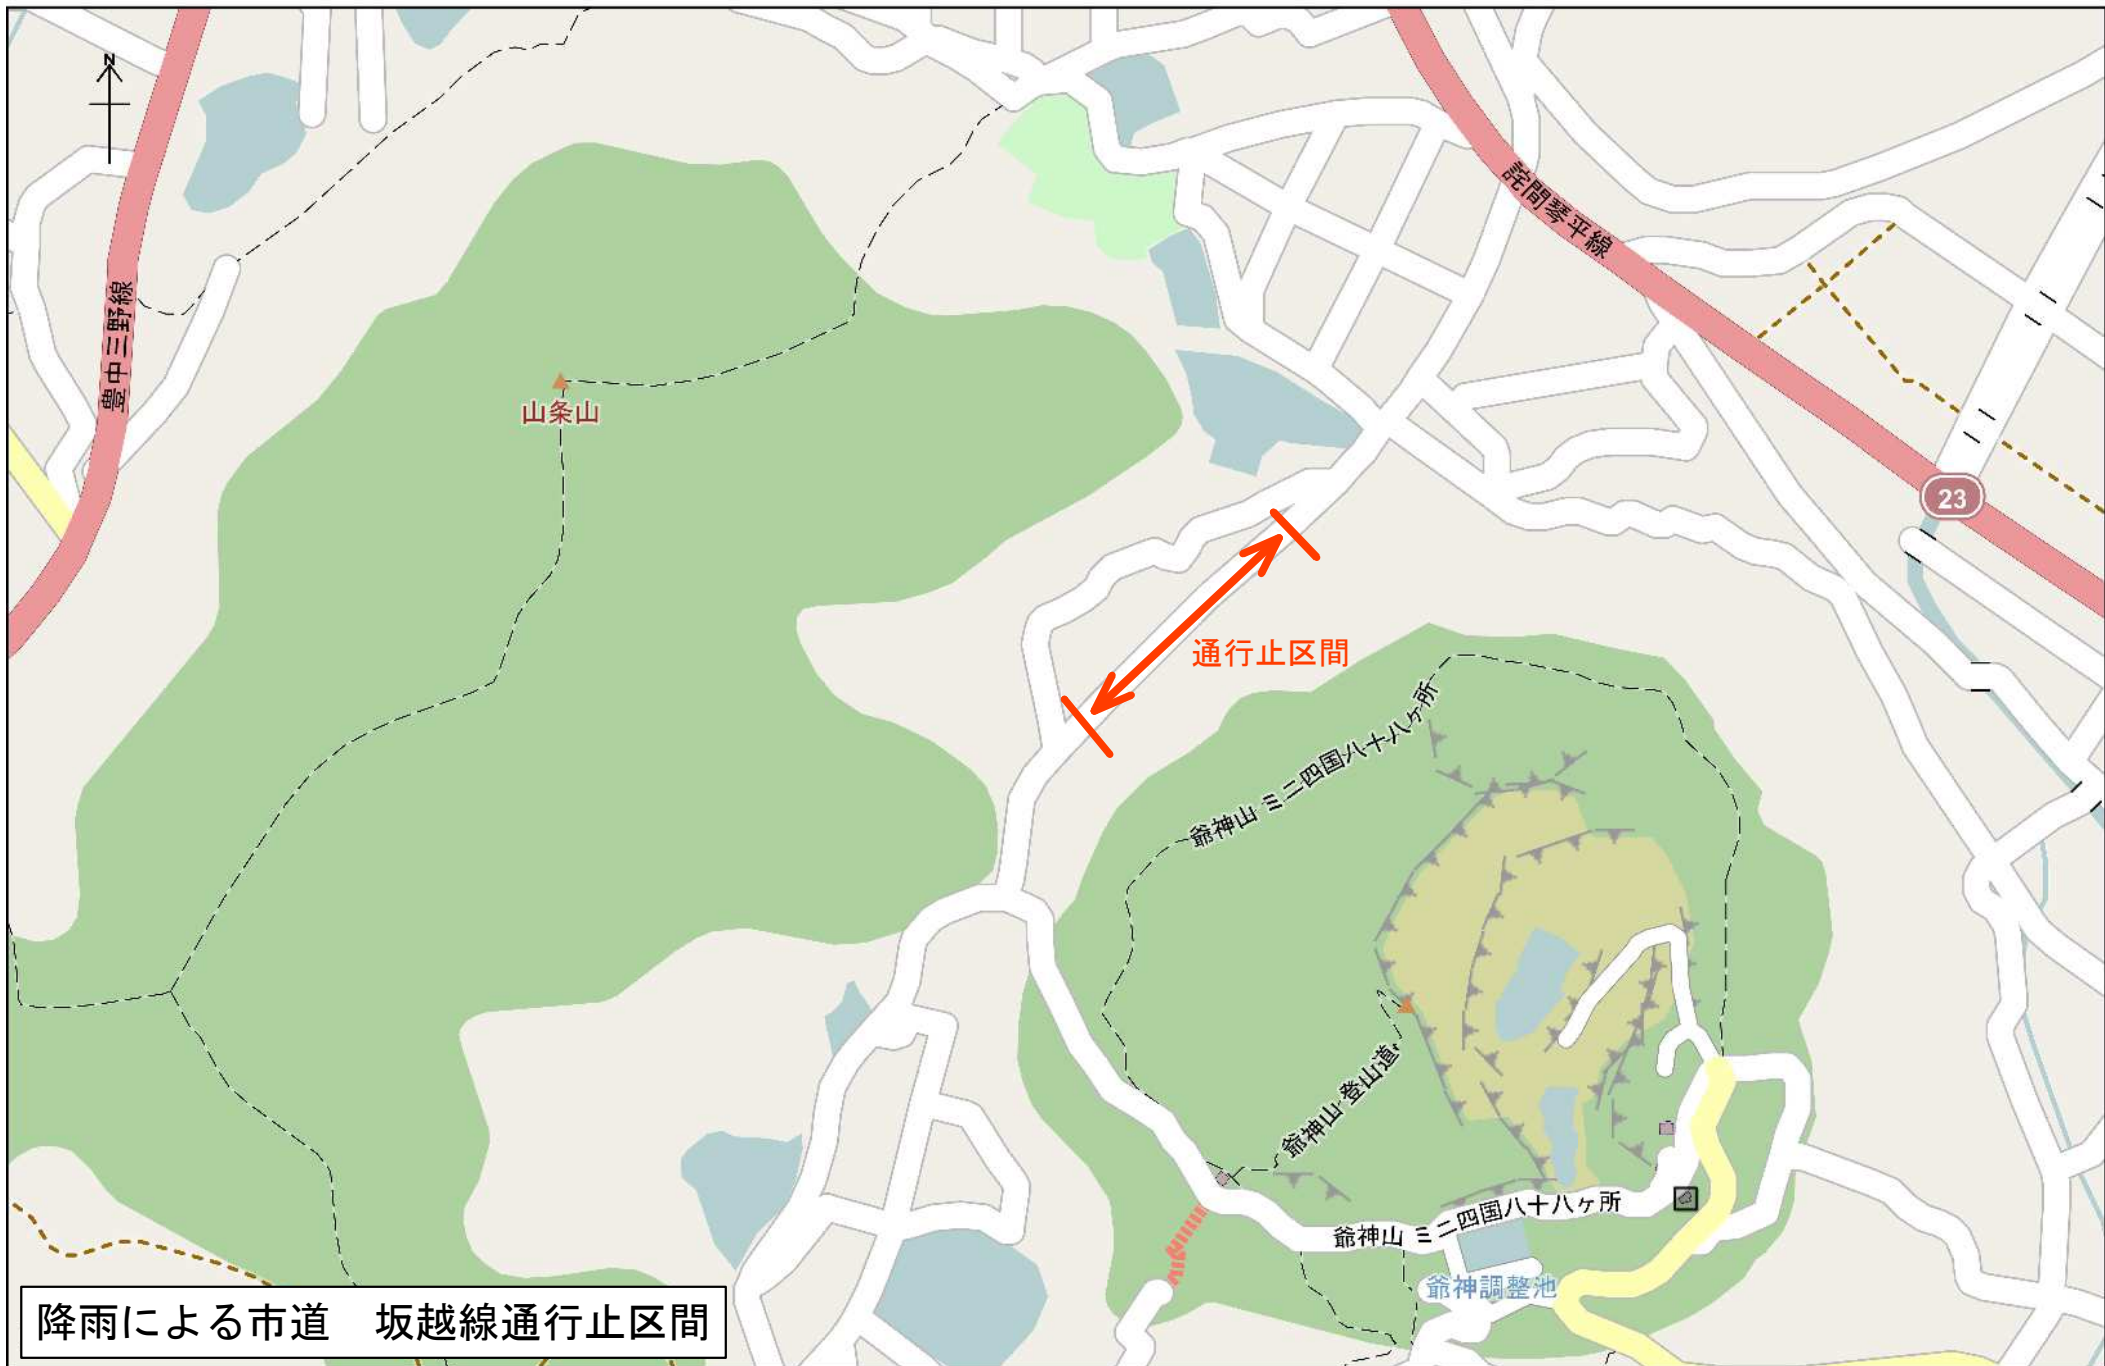 N
詫間琴平線
豊中三野線
山条山
23
通行止区間
爺神山 ミニ四国八十八ヶ所
爺神山 登山道
爺神山 ミニ四国八十八ヶ所
爺神調整池
降雨による市道　坂越線通行止区間